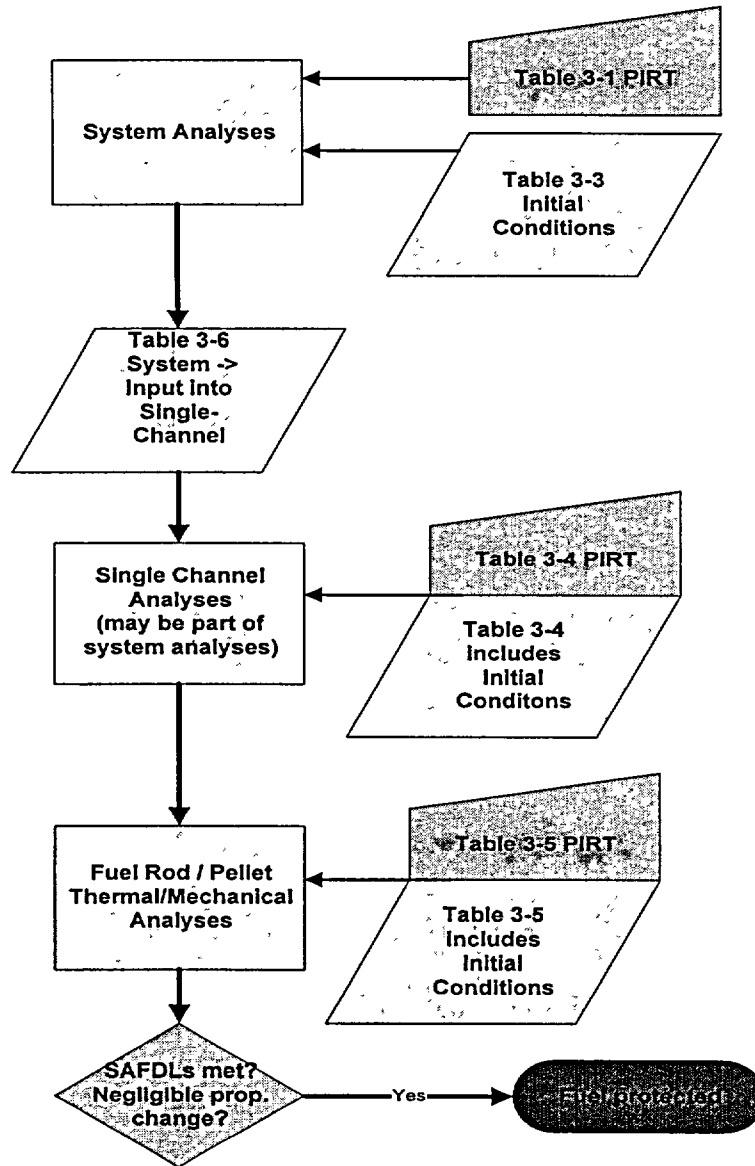 Table 3-1 PIRT
System Analyses
Table 3-3
Initial
Conditions
Table 3-6
System ->
Input into
Single-
Channel
Table 3-4 PIRT
Single Channel
Analyses
(may be part of
system analyses)
Table 3-4
Includes
Initial
Conditons
Table 3-5 PIRT
Fuel Rod / Pellet
Thermal/Mechanical
Analyses
Table 3-5
Includes
Initial
Conditions
SAFDLs met?
Negligible prop.
change?
Yes
Fuel protected